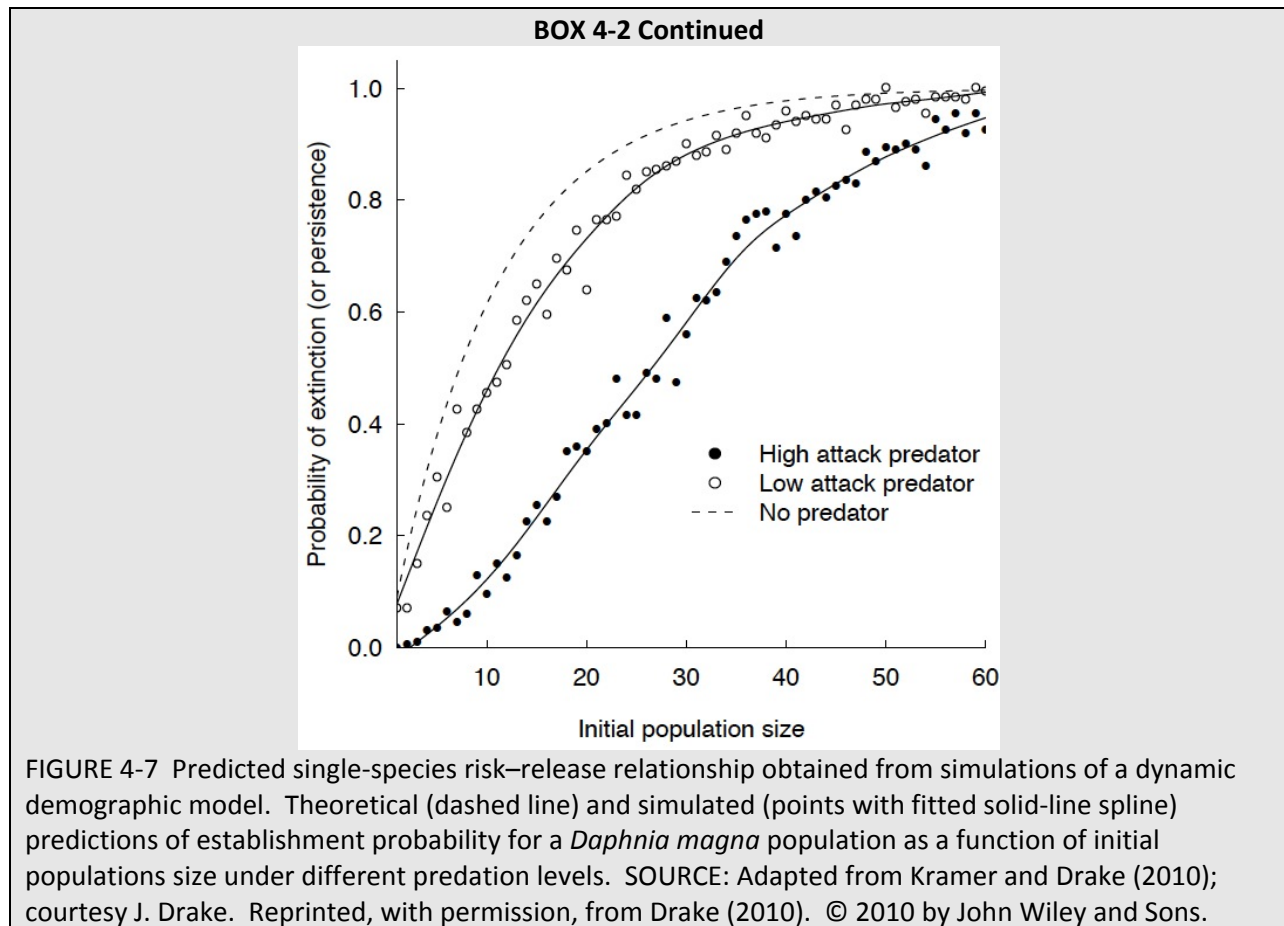 BOX 4-2 Continued
Probability of extinction (or persistence)
1.0
0.8
0.6
0.4
0.2
0.0
High attack predator
Low attack predator
No predator
10 20 30 40 50 60
Initial population size
FIGURE 4-7 Predicted single-species risk–release relationship obtained from simulations of a dynamic
demographic model. Theoretical (dashed line) and simulated (points with fitted solid-line spline)
predictions of establishment probability for a Daphnia magna population as a function of initial
populations size under different predation levels. SOURCE: Adapted from Kramer and Drake (2010);
courtesy J. Drake. Reprinted, with permission, from Drake (2010). © 2010 by John Wiley and Sons.